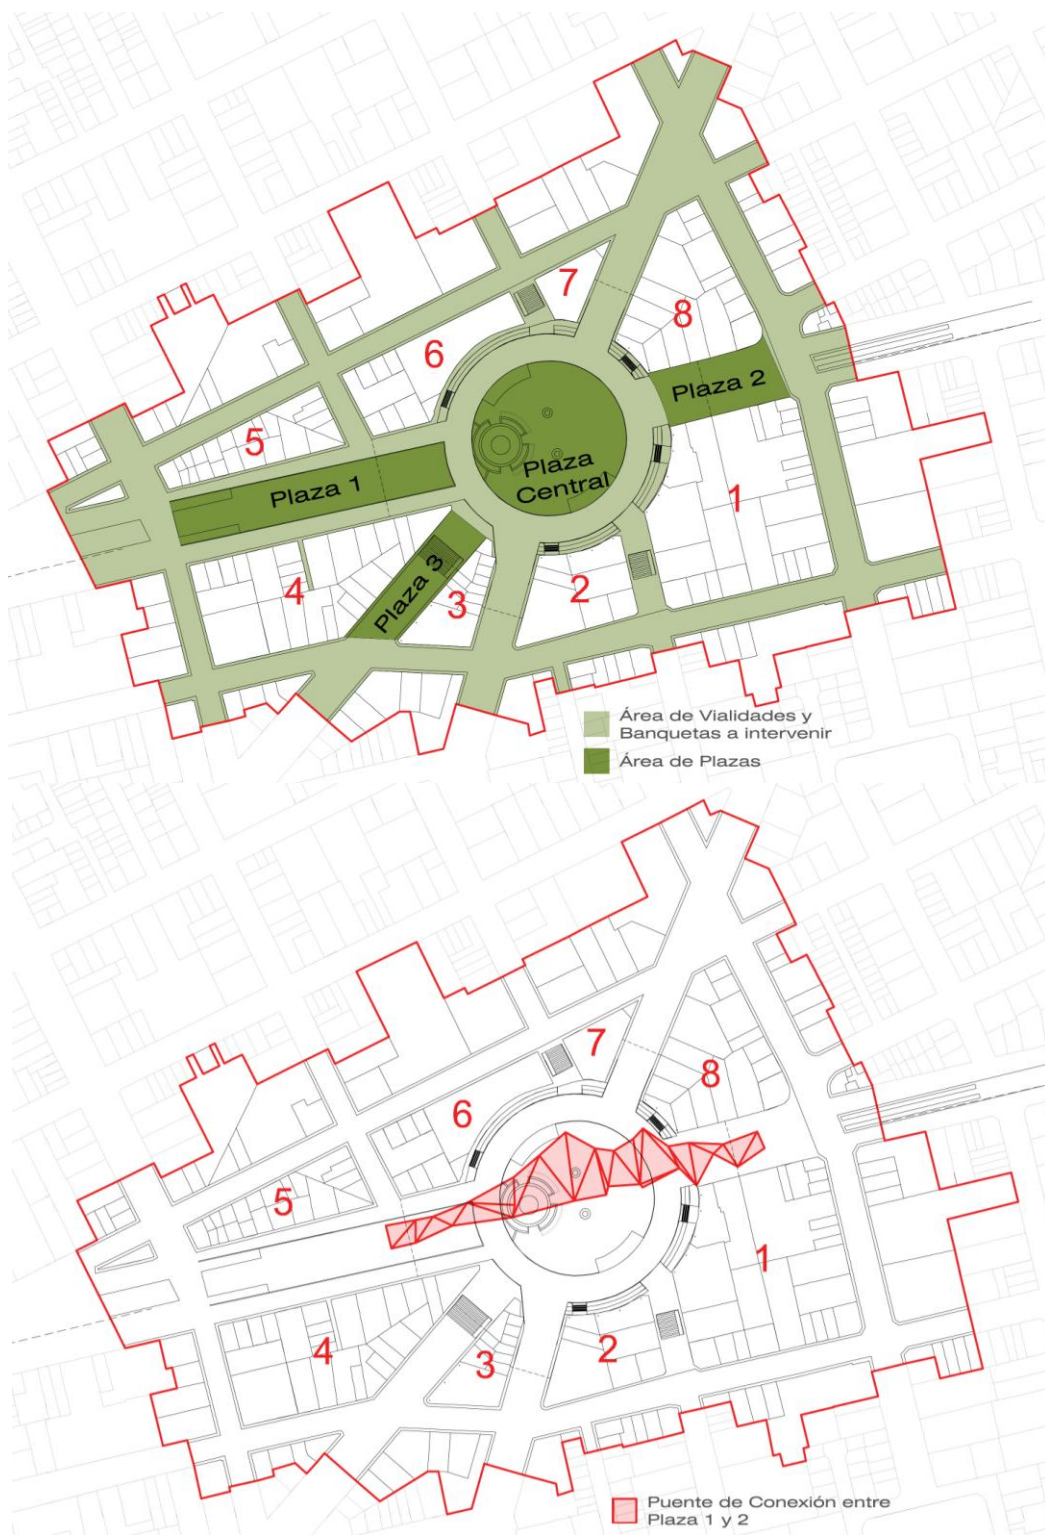 7
8
6
Plaza 2
5
Plaza 1
Plaza
Central
1
4
Plaza 3
3
2
Área de Vialidades y
Banquetas a intervenir
Área de Plazas
7
8
6
5
1
4
3
2
Puente de Conexión entre
Plaza 1 y 2